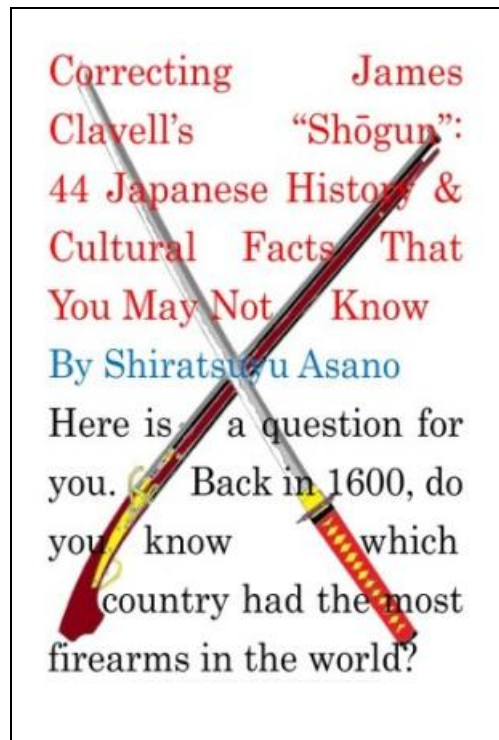 Correcting James
Clavell's “Shōgun”:
44 Japanese History &
Cultural Facts That
You May Not Know
By Shiratsuyu Asano
Here is a question for
you. Back in 1600, do
you know which
country had the most
firearms in the world?